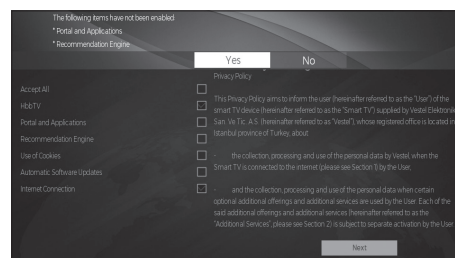 The following items have not been enabled
* Portal and Applications
* Recommendation Engine
Yes
No
Privacy Policy
Accept All
HbbTV
Portal and Applications
Recommendation Engine
Use of Cookies
Automatic Software Updates
Internet Connection
This Privacy Policy aims to inform the user (hereinafter referred to as the "User") of the
smart TV device (hereinafter referred to as the "Smart TV") supplied by Vestel Elektronik
San. Ve Tic. A.S. (hereinafter referred to as "Vestel"), whose registered office is located in
Istanbul province of Turkey, about
- the collection, processing and use of the personal data by Vestel, when the
Smart TV is connected to the internet (please see Section 1) by the User.
- and the collection, processing and use of the personal data when certain
optional additional offerings and additional services are used by the User. Each of the
said additional offerings and additional services (hereinafter referred to as the
"Additional Services", please see Section 2) is subject to separate activation by the User
Next